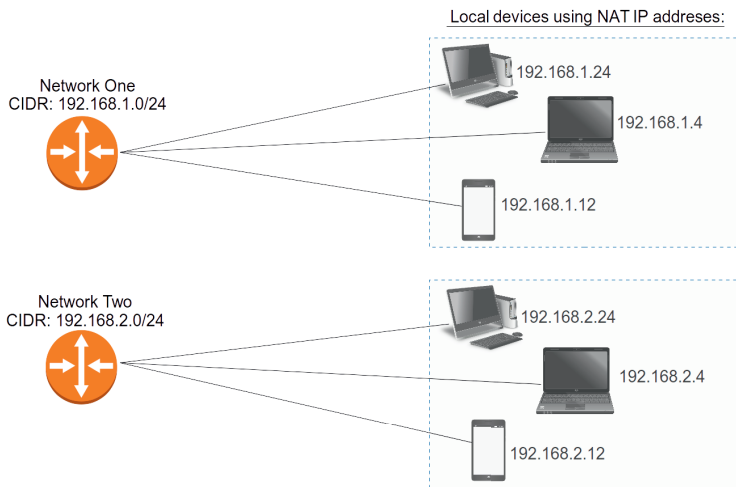 Local devices using NAT IP addreses:
Network One
CIDR: 192.168.1.0/24
192.168.1.24
192.168.1.4
192.168.1.12
Network Two
CIDR: 192.168.2.0/24
192.168.2.24
192.168.2.4
192.168.2.12